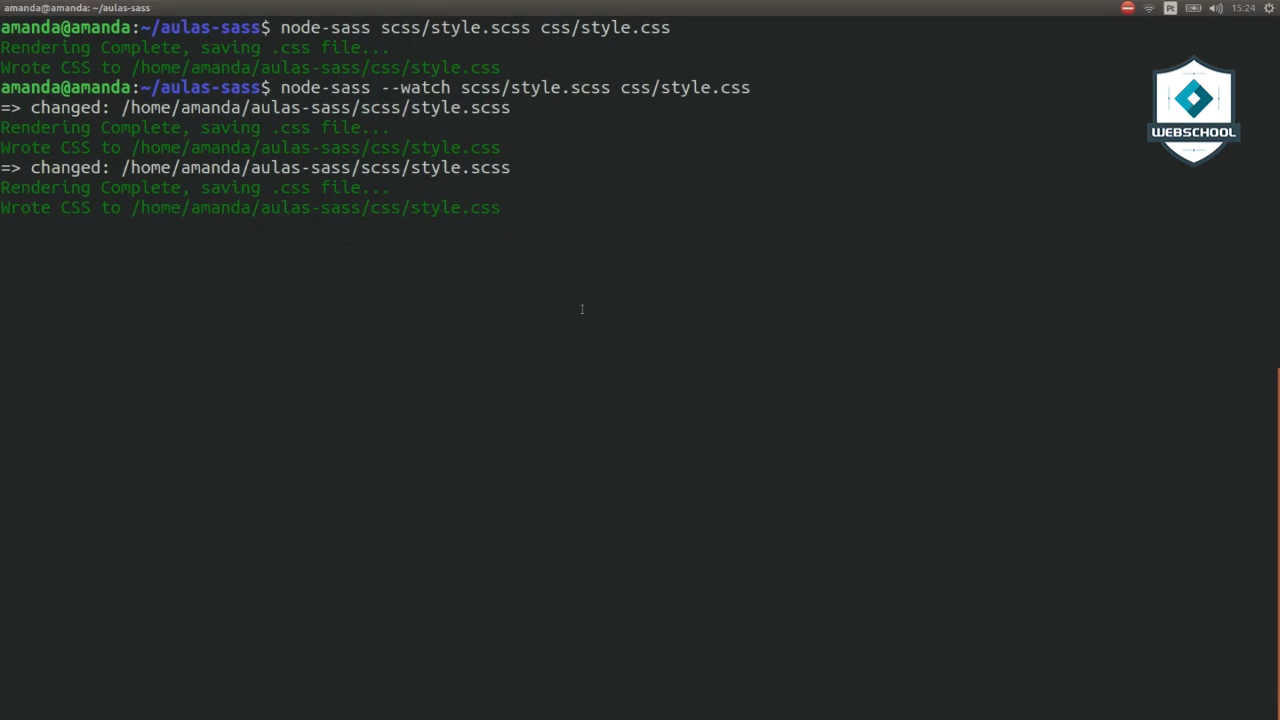 amanda@amanda: ~/aulas-sass
Pt
15:24
amanda@amanda:~/aulas-sass$ node-sass scss/style.scss css/style.css
Rendering Complete, saving .css file...
Wrote CSS to /home/amanda/aulas-sass/css/style.css
amanda@amanda:~/aulas-sass$ node-sass --watch scss/style.scss css/style.css
=> changed: /home/amanda/aulas-sass/scss/style.scss
Rendering Complete, saving .css file...
Wrote CSS to /home/amanda/aulas-sass/css/style.css
=> changed: /home/amanda/aulas-sass/scss/style.scss
Rendering Complete, saving .css file...
Wrote CSS to /home/amanda/aulas-sass/css/style.css
WEBSCHOOL